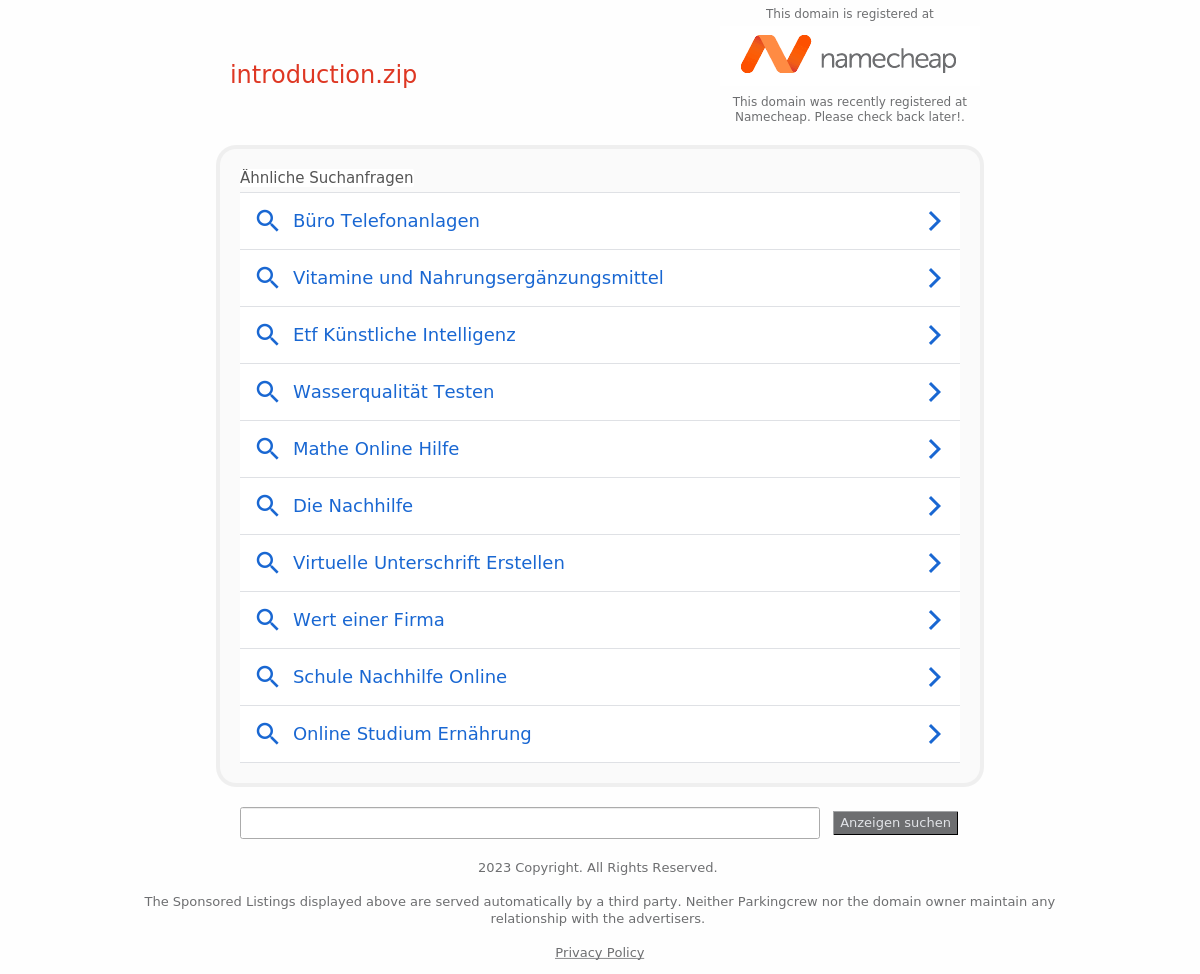 This domain is registered at
introduction.zip
namecheap
This domain was recently registered at
Namecheap. Please check back later!.
Ähnliche Suchanfragen
Büro Telefonanlagen
Vitamine und Nahrungsergänzungsmittel
Etf Künstliche Intelligenz
Wasserqualität Testen
Mathe Online Hilfe
Die Nachhilfe
Virtuelle Unterschrift Erstellen
Wert einer Firma
Schule Nachhilfe Online
Online Studium Ernährung
Anzeigen suchen
2023 Copyright. All Rights Reserved.
The Sponsored Listings displayed above are served automatically by a third party. Neither Parkingcrew nor the domain owner maintain any
relationship with the advertisers.
Privacy Policy